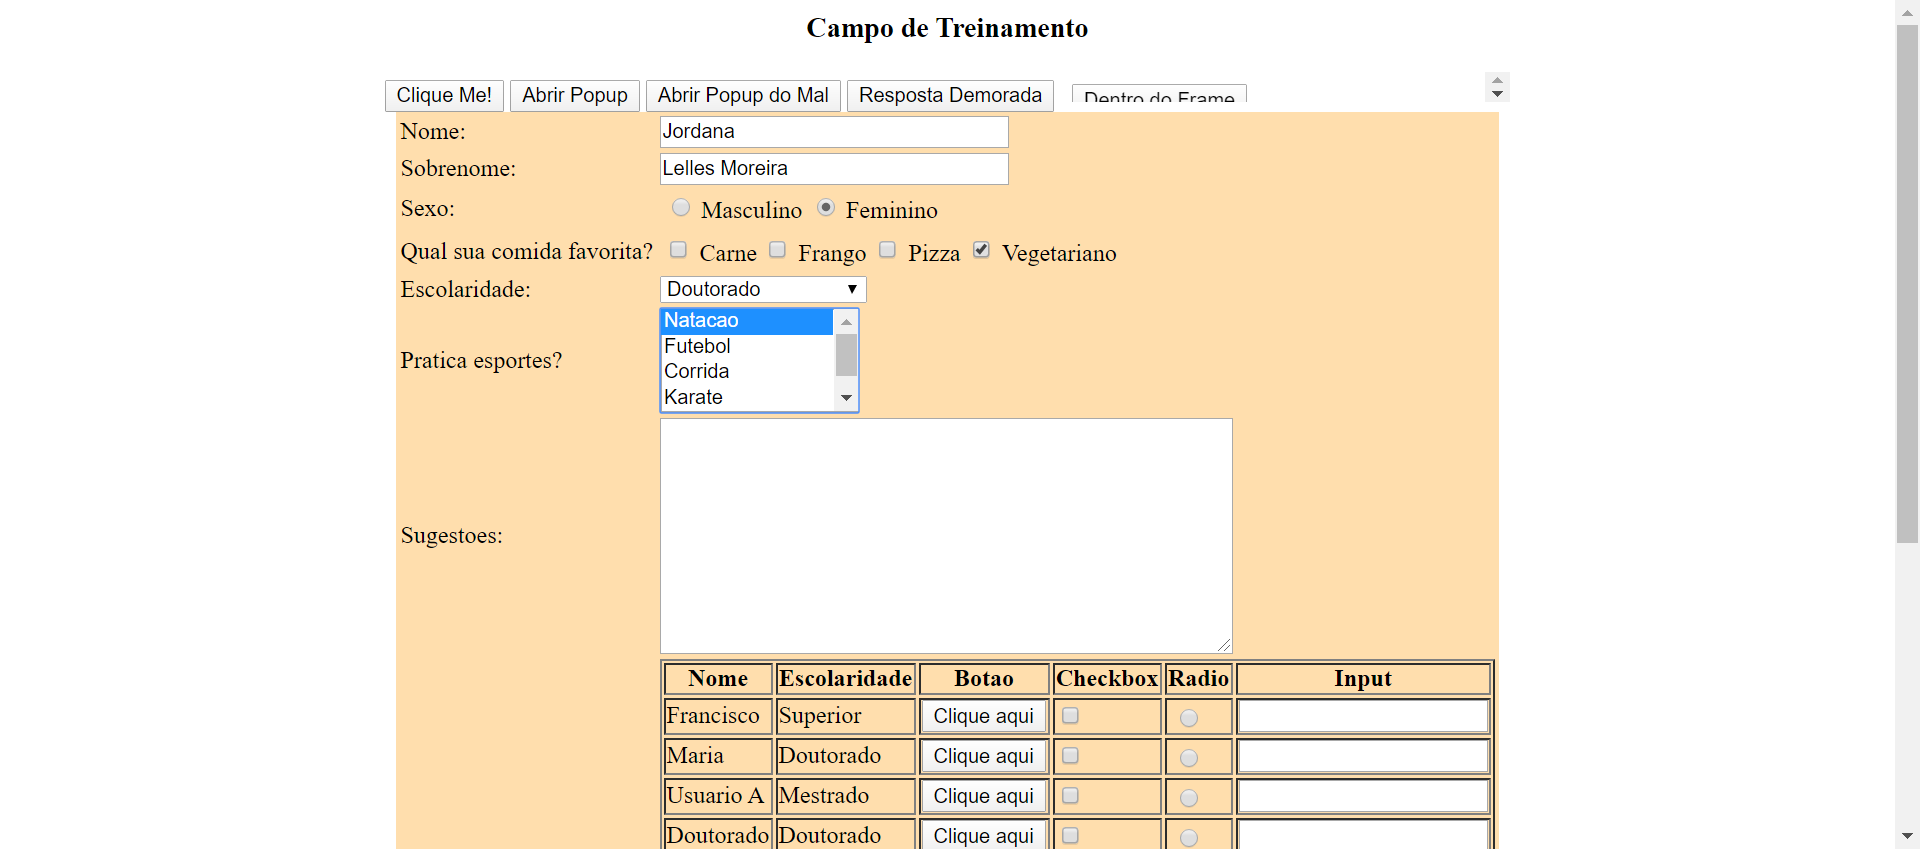 Campo de Treinamento
Clique Me! Abrir Popup Abrir Popup do Mal Resposta Demorada Dentro do Frame
Nome: Jordana
Sobrenome: Lelles Moreira
Sexo: Masculino Feminino
Qual sua comida favorita? Carne Frango Pizza Vegetariano
Escolaridade: Doutorado
Pratica esportes? Natacao
Futebol
Corrida
Karate
Sugestoes:
Nome Escolaridade Botao Checkbox Radio Input
Francisco Superior Clique aqui
Maria Doutorado Clique aqui
Usuario A Mestrado Clique aqui
Doutorado Doutorado Clique aqui